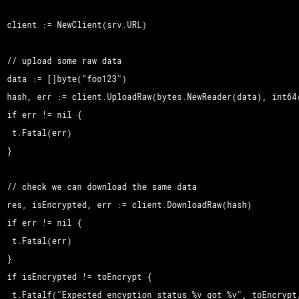 client := NewClient(srv.URL)
// upload some raw data
data := []byte("foo123")
hash, err := client.UploadRaw(bytes.NewReader(data), int64(
if err != nil {
t.Fatal(err)
}
// check we can download the same data
res, isEncrypted, err := client.DownloadRaw(hash)
if err != nil {
t.Fatal(err)
}
if isEncrypted != toEncrypt {
t.Fatalf("Expected encyption status %v got %v", toEncrypt